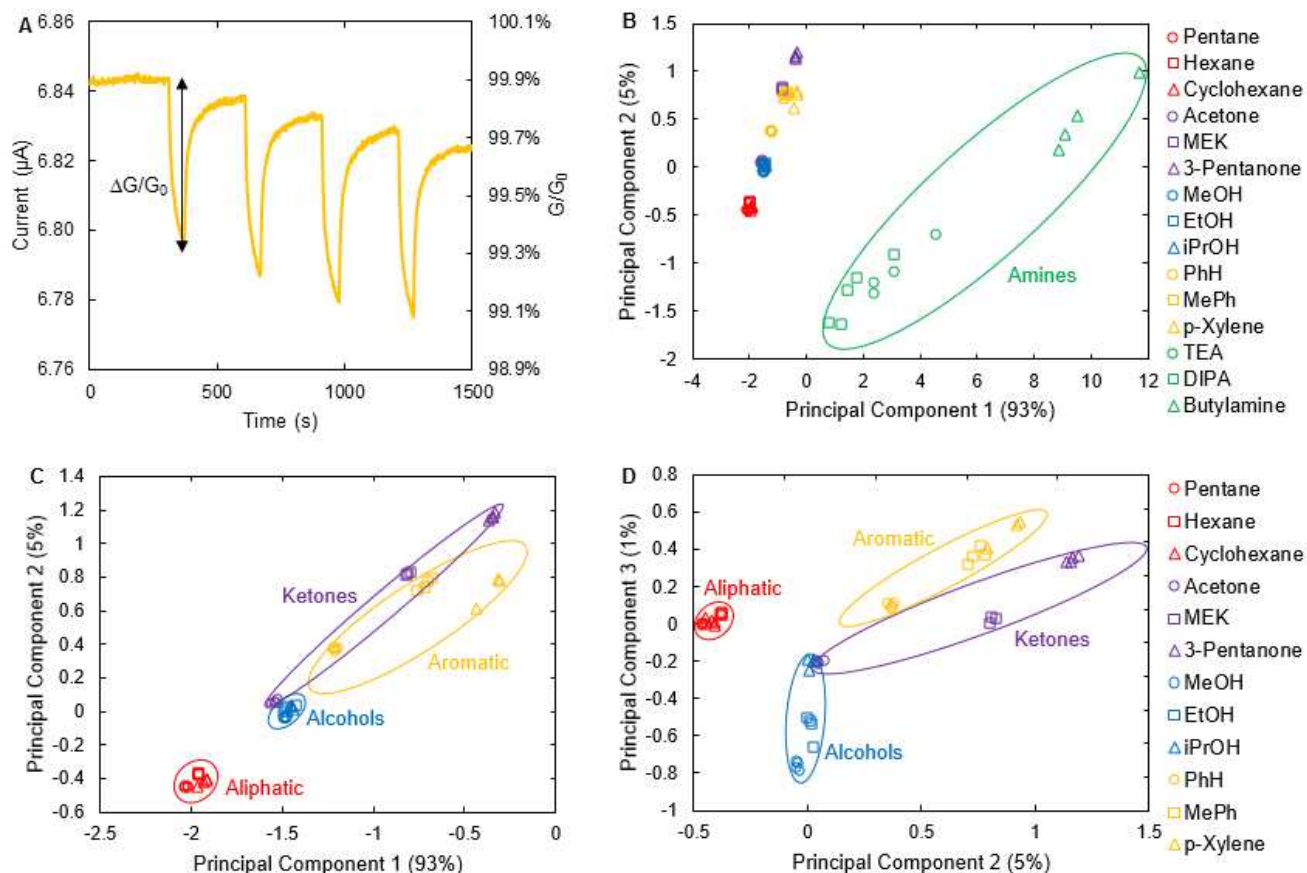 A
6.86
6.84
6.82
6.80
6.78
6.76
Current (µA)
ΔG/G0
100.1%
99.9%
99.7%
99.5%
99.3%
99.1%
98.9%
G/G0
0
500
1000
1500
Time (s)
B
1.5
1
0.5
0
-0.5
-1
-1.5
-2
Principal Component 2 (5%)
Amines
-4
-2
0
2
4
6
8
10
12
Principal Component 1 (93%)
Pentane
Hexane
Cyclohexane
Acetone
MEK
3-Pentanone
MeOH
EtOH
iPrOH
PhH
MePh
p-Xylene
TEA
DIPA
Butylamine
C
1.4
1.2
1
0.8
0.6
0.4
0.2
0
-0.2
-0.4
-0.6
Principal Component 2 (5%)
Ketones
Aromatic
Alcohols
Aliphatic
-2.5
-2
-1.5
-1
-0.5
0
Principal Component 1 (93%)
D
0.8
0.6
0.4
0.2
0
-0.2
-0.4
-0.6
-0.8
-1
Principal Component 3 (1%)
Aromatic
Aliphatic
Ketones
Alcohols
-0.5
0
0.5
1
1.5
Principal Component 2 (5%)
Pentane
Hexane
Cyclohexane
Acetone
MEK
3-Pentanone
MeOH
EtOH
iPrOH
PhH
MePh
p-Xylene